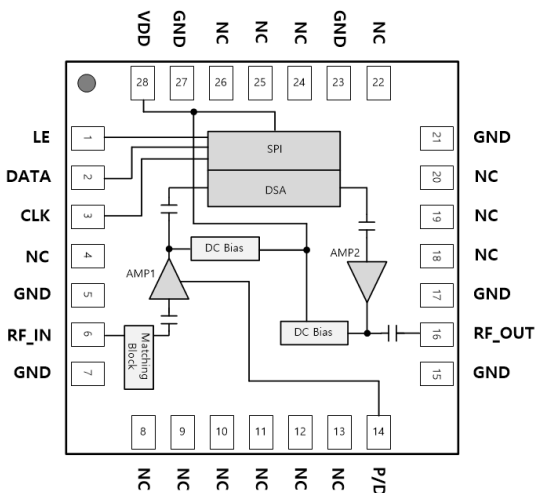 VDD GND NC NC NC GND NC
28 27 26 25 24 23 22
LE 1 SPI 21 GND
DATA 2 DSA 20 NC
CLK 3 19 NC
NC 4 DC Bias AMP2 18 NC
GND 5 AMP1 17 GND
RF_IN 6 Matching Block DC Bias 16 RF_OUT
GND 7 15 GND
8 9 10 11 12 13 14
NC NC NC NC NC NC P/D